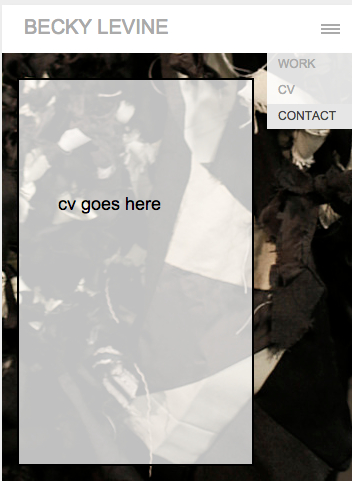 BECKY LEVINE
WORK
CV
CONTACT
cv goes here